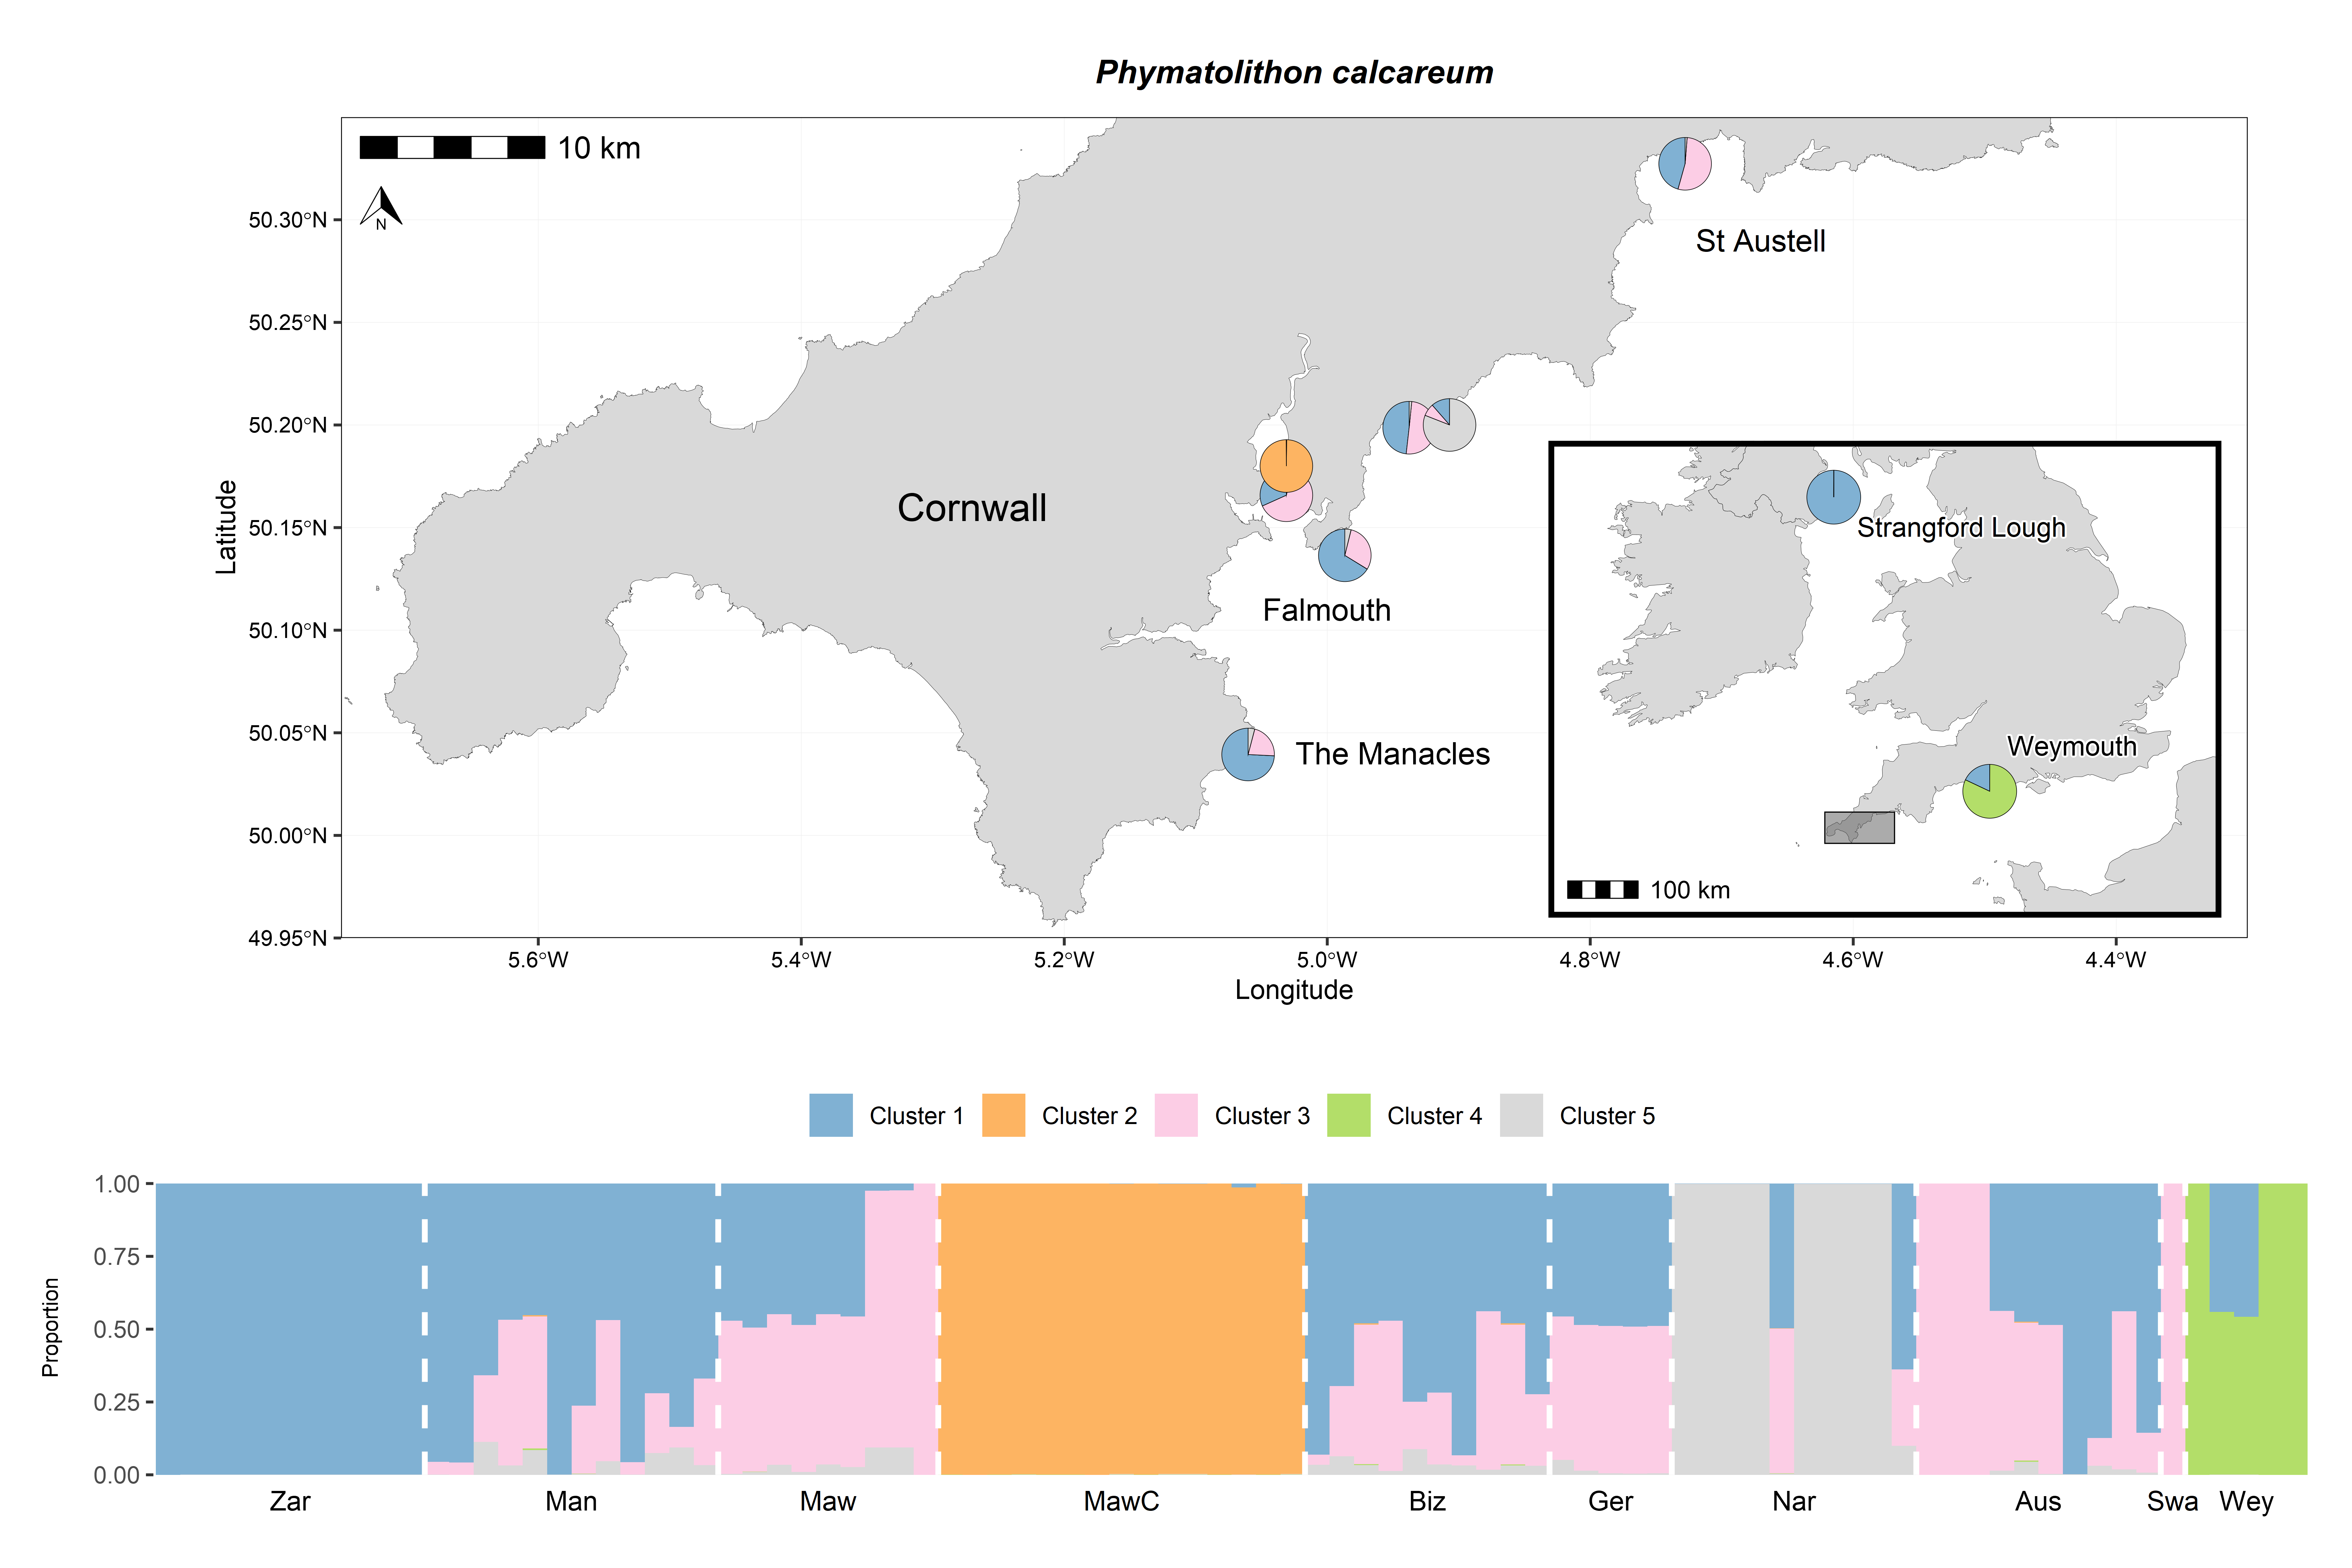 Phymatolithon calcareum
10 km
N
50.30°N
50.25°N
50.20°N
50.15°N
50.10°N
50.05°N
50.00°N
49.95°N
Latitude
St Austell
Cornwall
Falmouth
The Manacles
Strangford Lough
Weymouth
100 km
5.6°W 5.4°W 5.2°W 5.0°W 4.8°W 4.6°W 4.4°W
Longitude
Cluster 1 Cluster 2 Cluster 3 Cluster 4 Cluster 5
1.00
0.75
0.50
0.25
0.00
Proportion
Zar Man Maw MawC Biz Ger Nar Aus Swa Wey